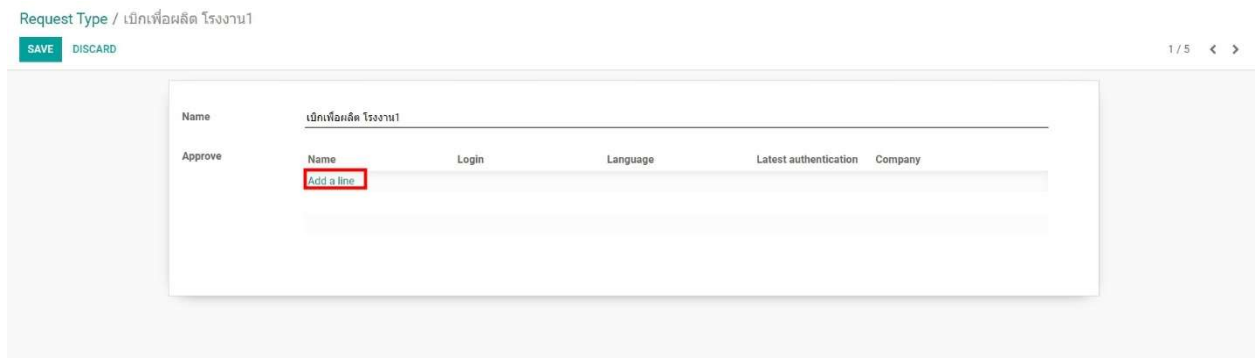 Request Type / เบิกเพื่อผลิต โรงงาน1
SAVE DISCARD 1 / 5
Name เบิกเพื่อผลิต โรงงาน1
Approve Name Login Language Latest authentication Company
Add a line